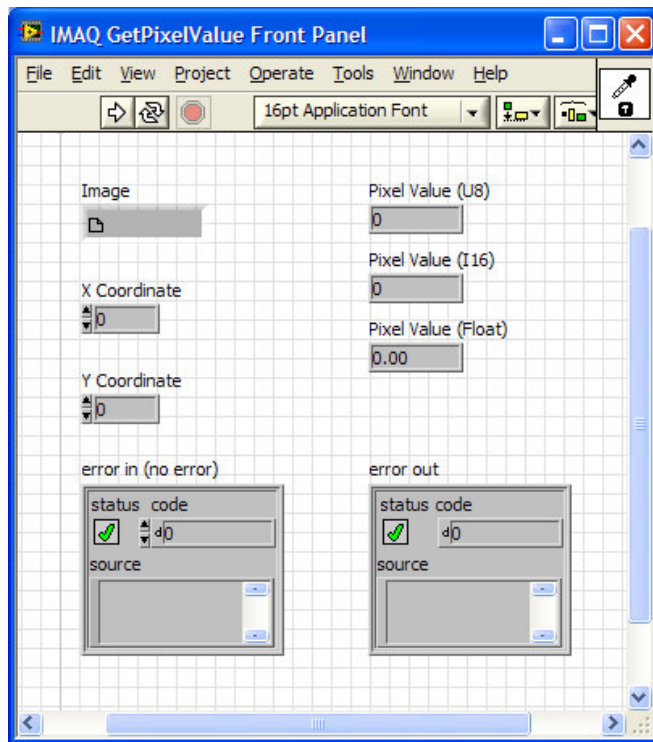 IMAQ GetPixelValue Front Panel
File Edit View Project Operate Tools Window Help
16pt Application Font
Image
Pixel Value (U8)
0
Pixel Value (I16)
0
X Coordinate
0
Pixel Value (Float)
0.00
Y Coordinate
0
error in (no error)
status code
d0
source
error out
status code
d0
source